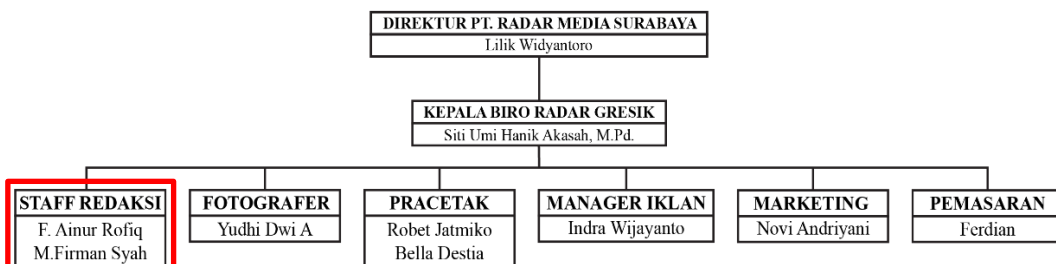 DIREKTUR PT. RADAR MEDIA SURABAYA
Lilik Widyantoro
KEPALA BIRO RADAR GRESIK
Siti Umi Hanik Akasah, M.Pd.
STAFF REDAKSI
F. Ainur Rofiq
M.Firman Syah
FOTOGRAFER
Yudhi Dwi A
PRACETAK
Robet Jatmiko
Bella Destia
MANAGER IKLAN
Indra Wijayanto
MARKETING
Novi Andriyani
PEMASARAN
Ferdian